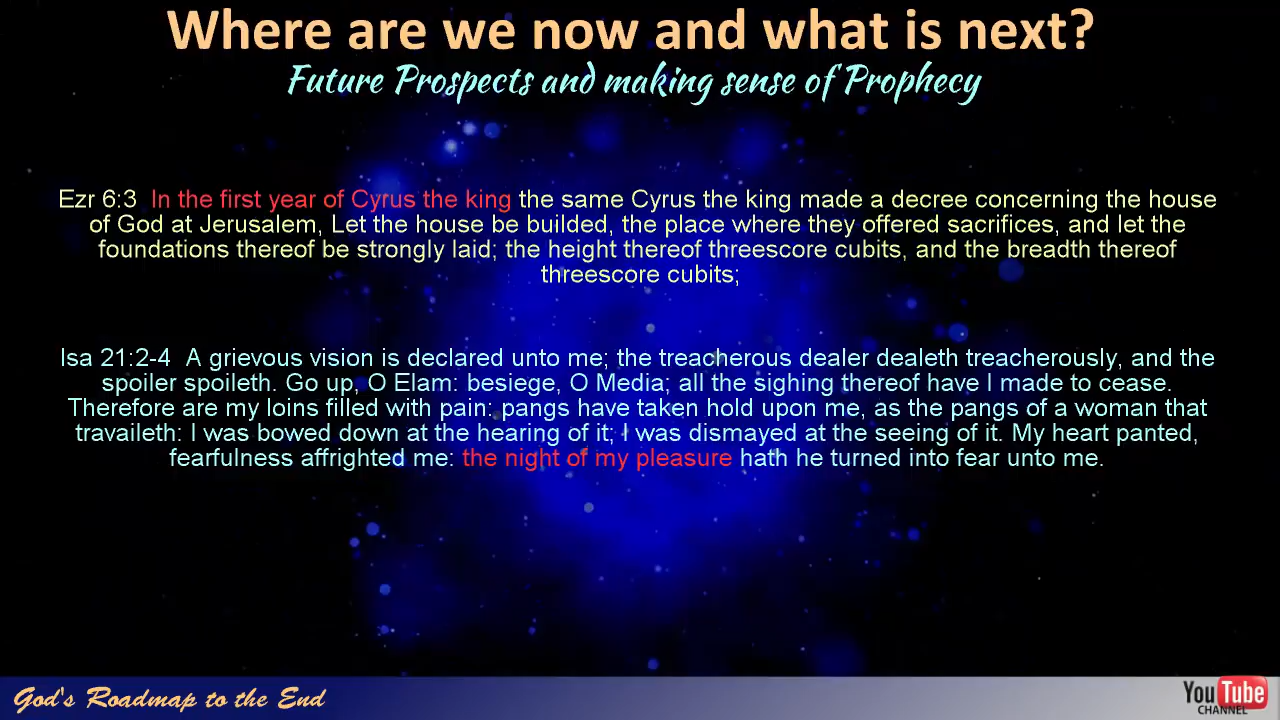 Where are we now and what is next?
Future Prospects and making sense of Prophecy
Ezr 6:3  In the first year of Cyrus the king the same Cyrus the king made a decree concerning the house
of God at Jerusalem, Let the house be builded, the place where they offered sacrifices, and let the
foundations thereof be strongly laid; the height thereof threescore cubits, and the breadth thereof
threescore cubits;
Isa 21:2-4  A grievous vision is declared unto me; the treacherous dealer dealeth treacherously, and the
spoiler spoileth. Go up, O Elam: besiege, O Media; all the sighing thereof have I made to cease.
Therefore are my loins filled with pain: pangs have taken hold upon me, as the pangs of a woman that
travaileth: I was bowed down at the hearing of it; I was dismayed at the seeing of it. My heart panted,
fearfulness affrighted me: the night of my pleasure hath he turned into fear unto me.
God's Roadmap to the End
YouTube
CHANNEL